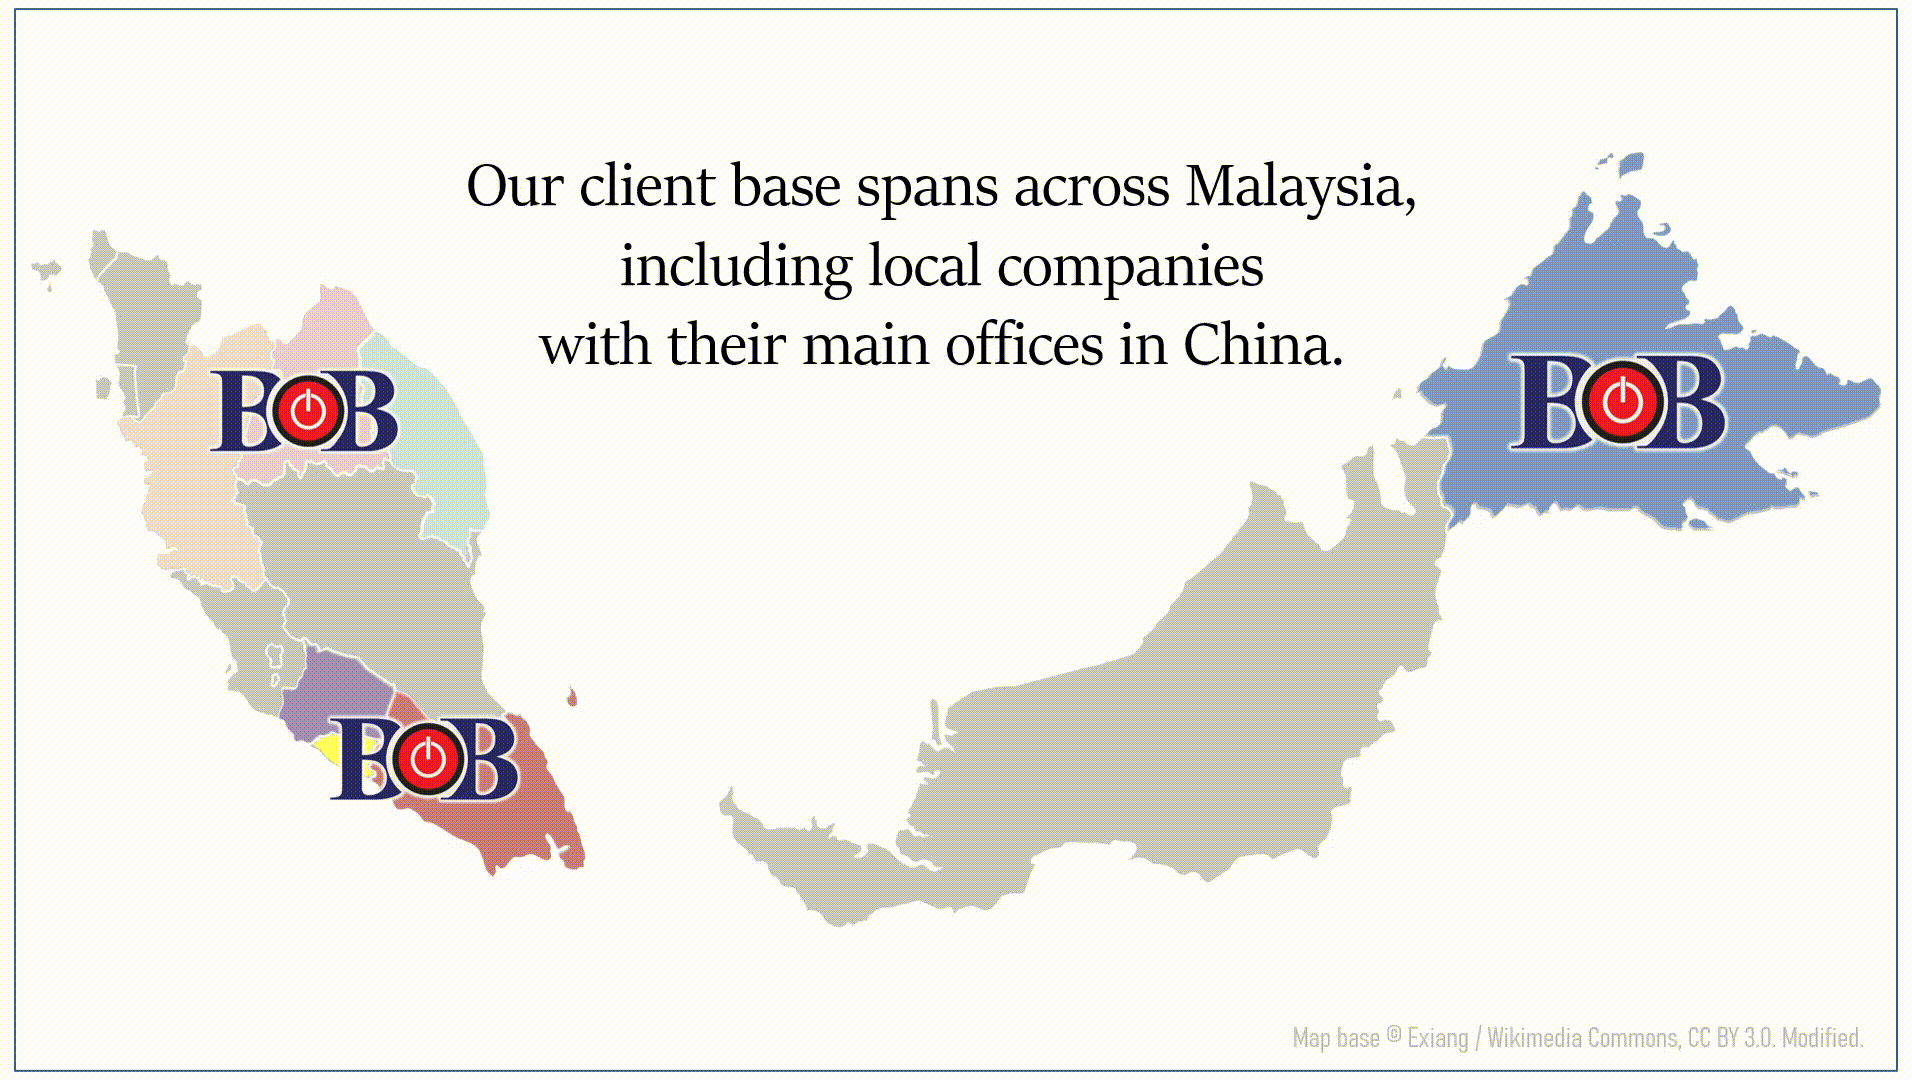 Our client base spans across Malaysia,
including local companies
with their main offices in China.
BOB
BOB
BOB
Map base © Exiang / Wikimedia Commons, CC BY 3.0. Modified.